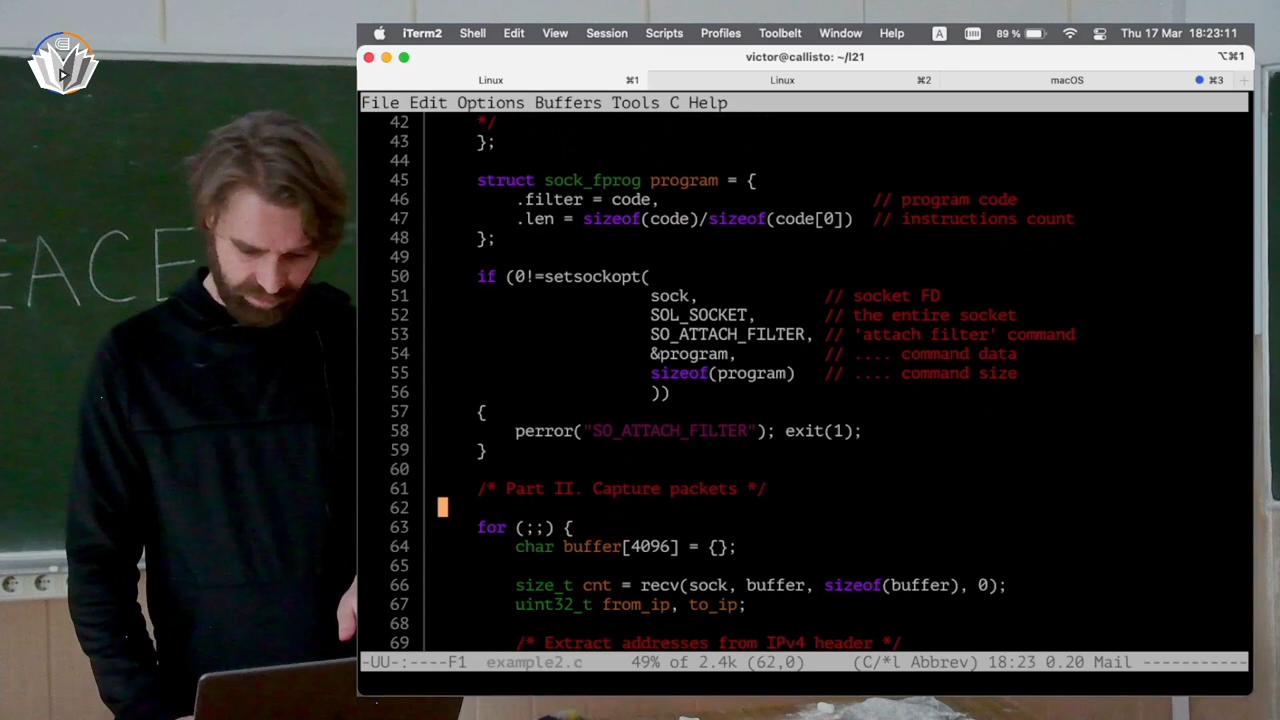 iTerm2 Shell Edit View Session Scripts Profiles Toolbelt Window Help A 89 % Thu 17 Mar 18:23:11
victor@callisto: ~/l21 ⌥⌘1
Linux ⌘1 Linux ⌘2 macOS ⌘3 +
File Edit Options Buffers Tools C Help
42 */
43 };
44
45 struct sock_fprog program = {
46 .filter = code, // program code
47 .len = sizeof(code)/sizeof(code[0]) // instructions count
48 };
49
50 if (0!=setsockopt(
51 sock, // socket FD
52 SOL_SOCKET, // the entire socket
53 SO_ATTACH_FILTER, // 'attach filter' command
54 &program, // .... command data
55 sizeof(program) // .... command size
56 ))
57 {
58 perror("SO_ATTACH_FILTER"); exit(1);
59 }
60
61 /* Part II. Capture packets */
62
63 for (;;) {
64 char buffer[4096] = {};
65
66 size_t cnt = recv(sock, buffer, sizeof(buffer), 0);
67 uint32_t from_ip, to_ip;
68
69 /* Extract addresses from IPv4 header */
-UU-:----F1 example2.c 49% of 2.4k (62,0) (C/*l Abbrev) 18:23 0.20 Mail -----------
EACE